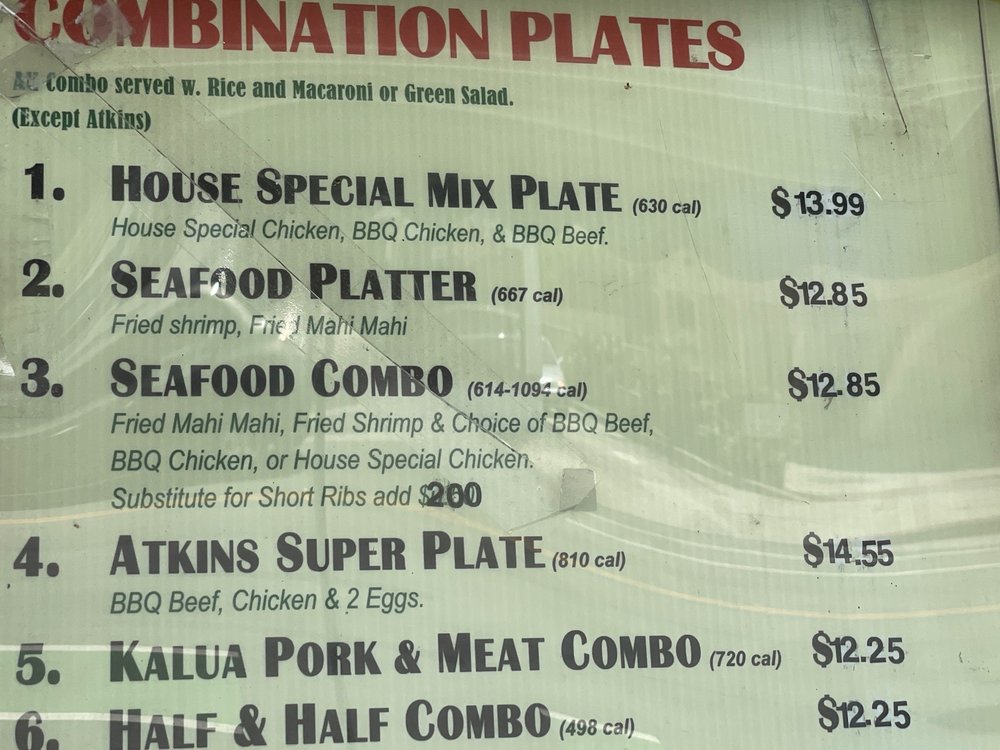 COMBINATION PLATES
All Combo served w. Rice and Macaroni or Green Salad.
(Except Atkins)
1. HOUSE SPECIAL MIX PLATE (630 cal) $13.99
House Special Chicken, BBQ Chicken, & BBQ Beef.
2. SEAFOOD PLATTER (667 cal) $12.85
Fried shrimp, Fried Mahi Mahi
3. SEAFOOD COMBO (614-1094 cal) $12.85
Fried Mahi Mahi, Fried Shrimp & Choice of BBQ Beef,
BBQ Chicken, or House Special Chicken.
Substitute for Short Ribs add $200
4. ATKINS SUPER PLATE (810 cal) $14.55
BBQ Beef, Chicken & 2 Eggs.
5. KALUA PORK & MEAT COMBO (720 cal) $12.25
6. HALF & HALF COMBO (498 cal) $12.25